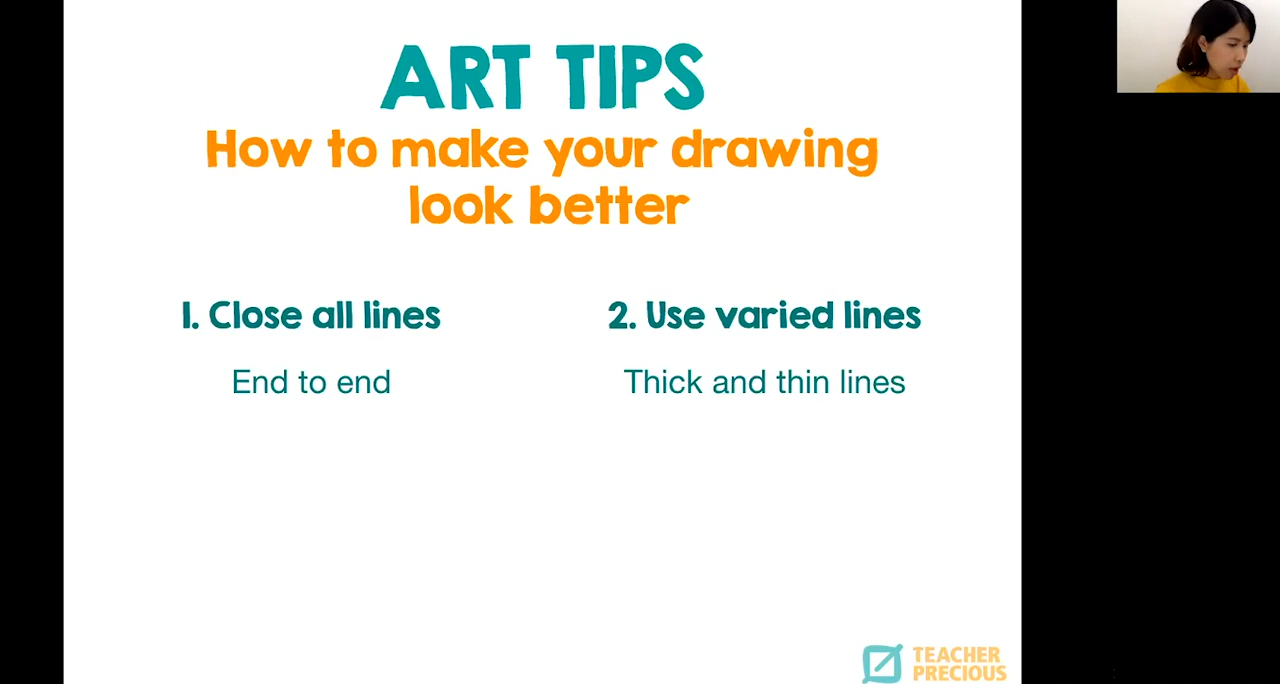 ART TIPS
How to make your drawing
look better
1. Close all lines
End to end
2. Use varied lines
Thick and thin lines
TEACHER
PRECIOUS